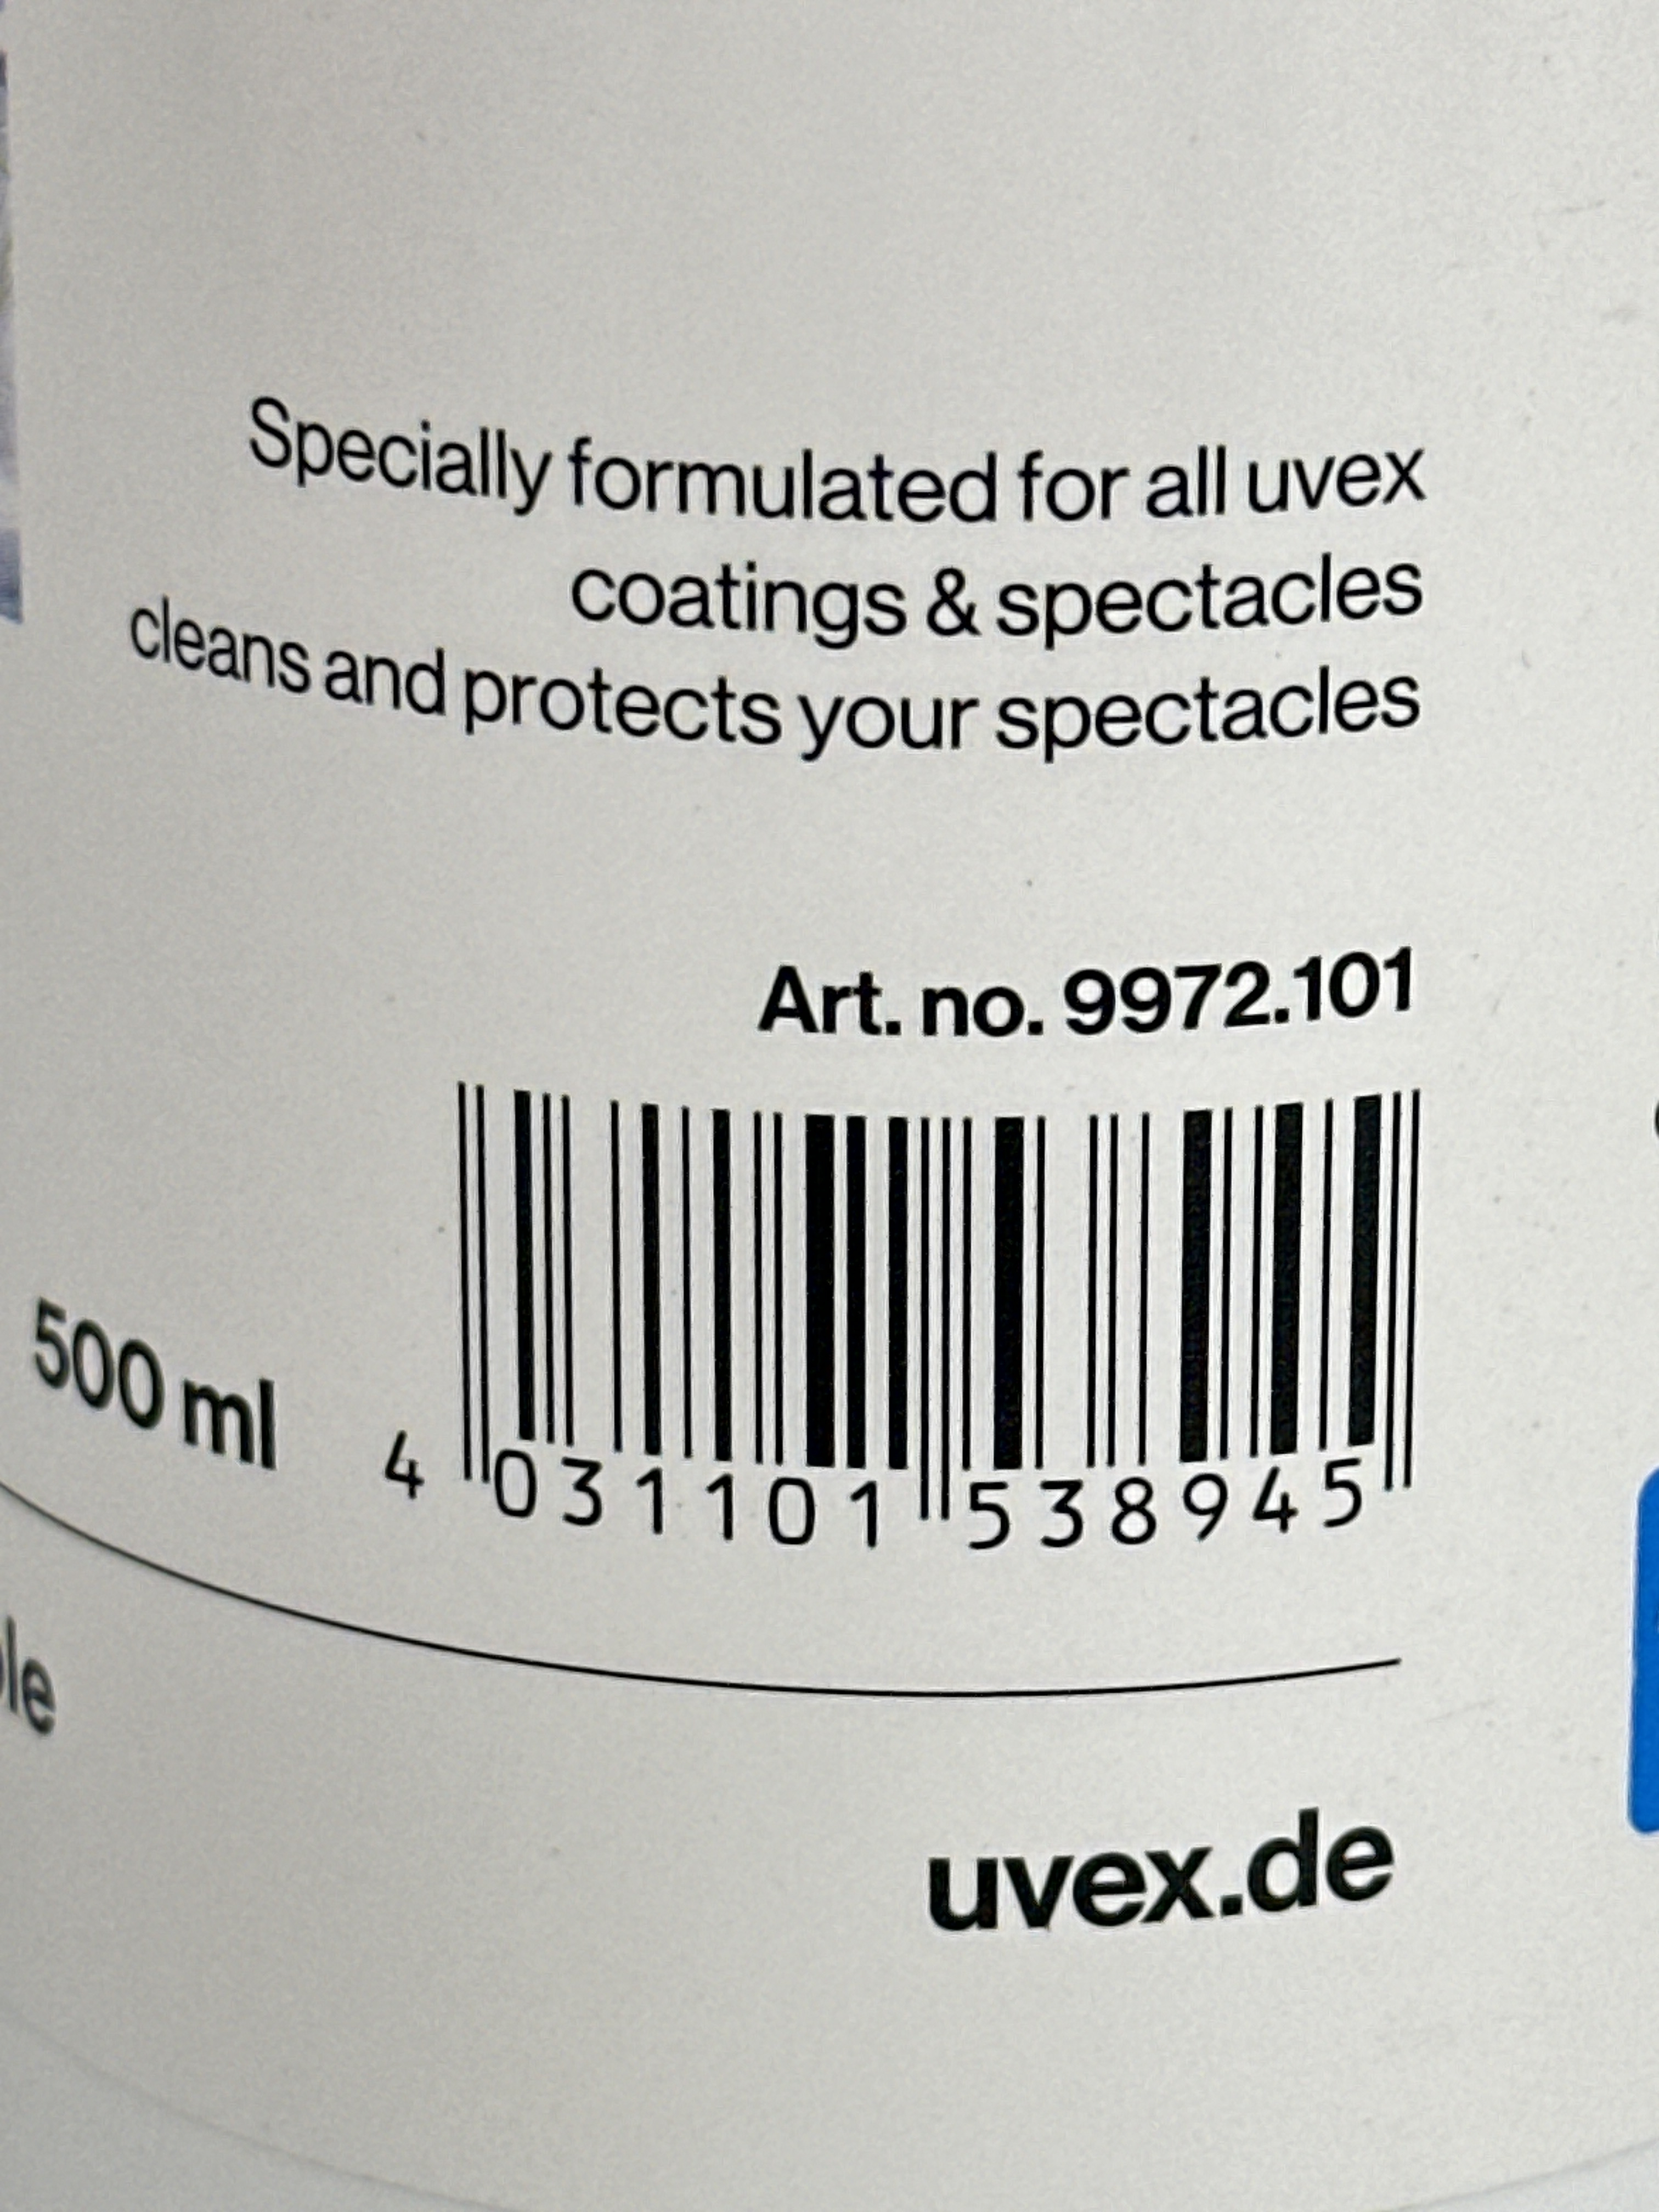 Specially formulated for all uvex
coatings & spectacles
cleans and protects your spectacles
Art. no. 9972.101
500 ml
4 031101 538945
uvex.de